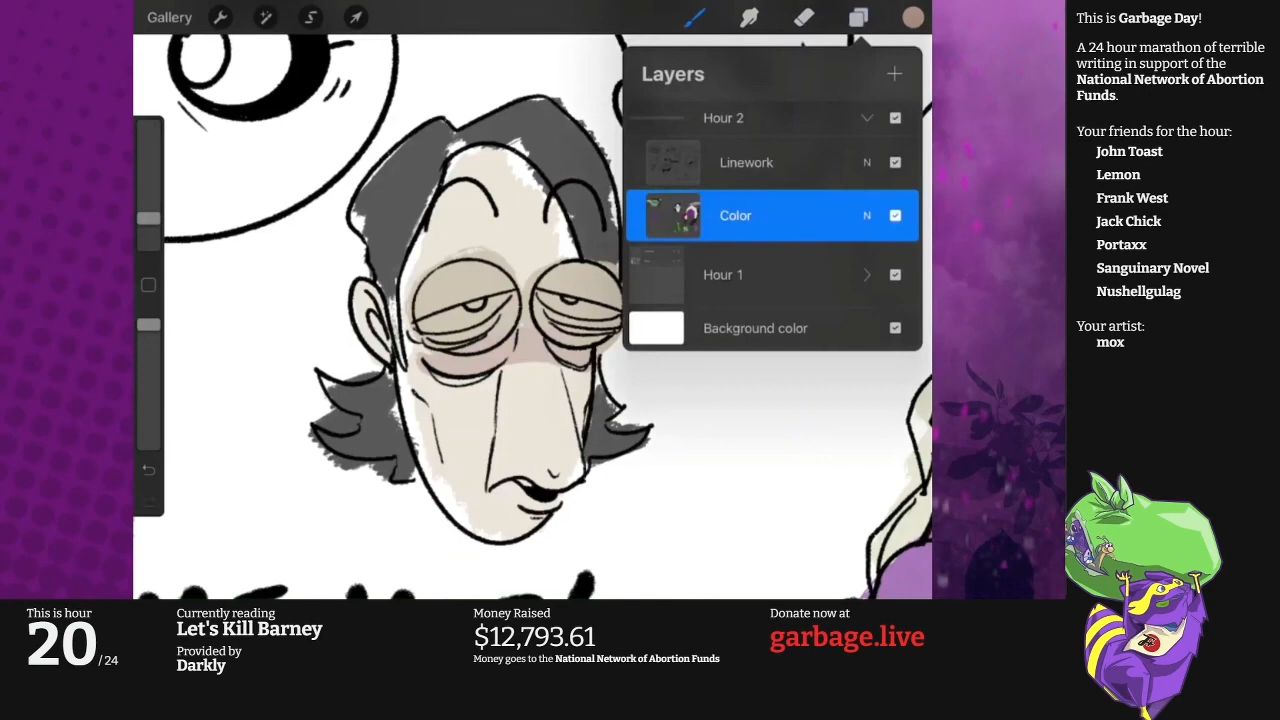 Gallery
Layers
Hour 2
Linework
N
Color
N
Hour 1
Background color
This is Garbage Day!
A 24 hour marathon of terrible
writing in support of the
National Network of Abortion
Funds.
Your friends for the hour:
John Toast
Lemon
Frank West
Jack Chick
Portaxx
Sanguinary Novel
Nushellgulag
Your artist:
mox
This is hour
20 / 24
Currently reading
Let's Kill Barney
Provided by
Darkly
Money Raised
$12,793.61
Money goes to the National Network of Abortion Funds
Donate now at
garbage.live